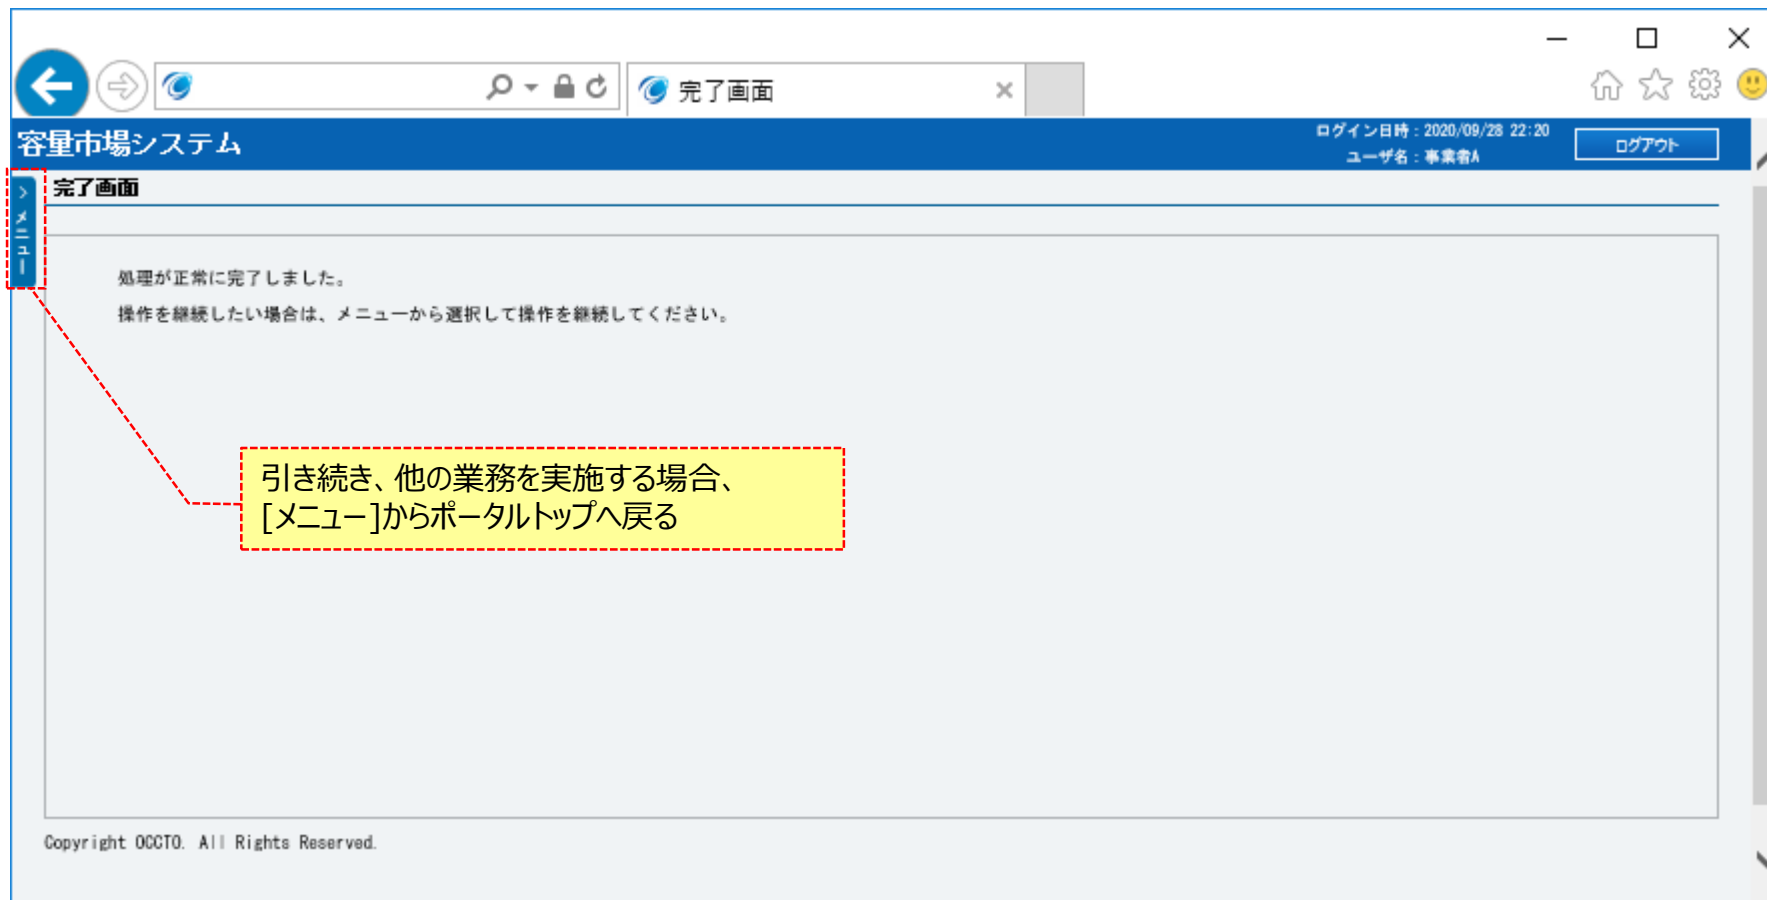 完了画面
容量市場システム
ログイン日時：2020/09/28 22:20
ユーザ名：事業者A
ログアウト
> メニュー
完了画面
処理が正常に完了しました。
操作を継続したい場合は、メニューから選択して操作を継続してください。
引き続き、他の業務を実施する場合、
[メニュー]からポータルトップへ戻る
Copyright OCCTO. All Rights Reserved.